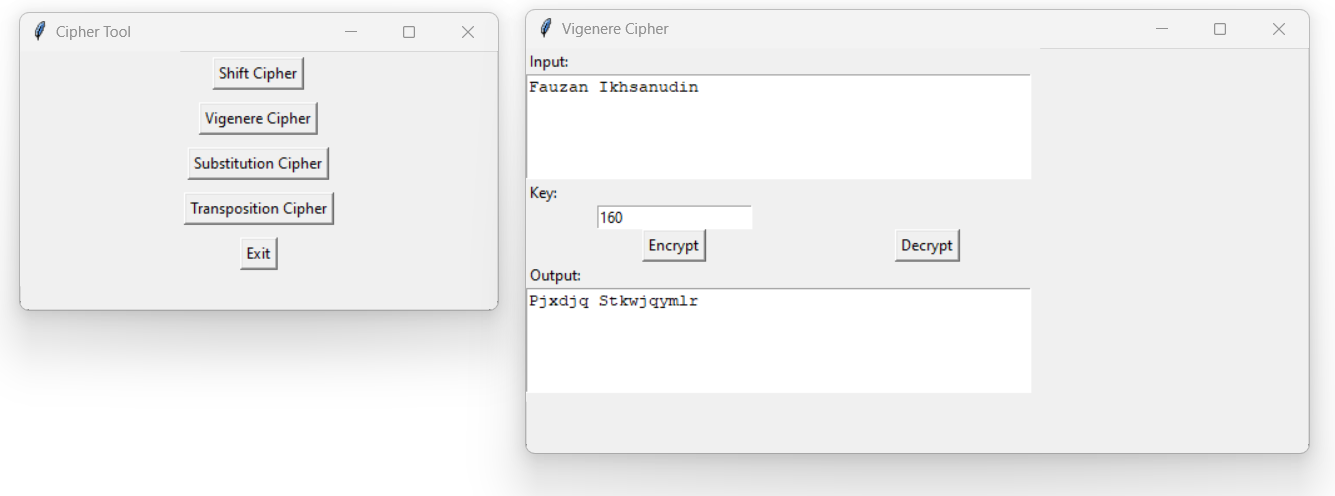 Cipher Tool
Shift Cipher
Vigenere Cipher
Substitution Cipher
Transposition Cipher
Exit
Vigenere Cipher
Input:
Fauzan Ikhsanudin
Key:
160
Encrypt Decrypt
Output:
Pjxdjq Stkwjqymlr